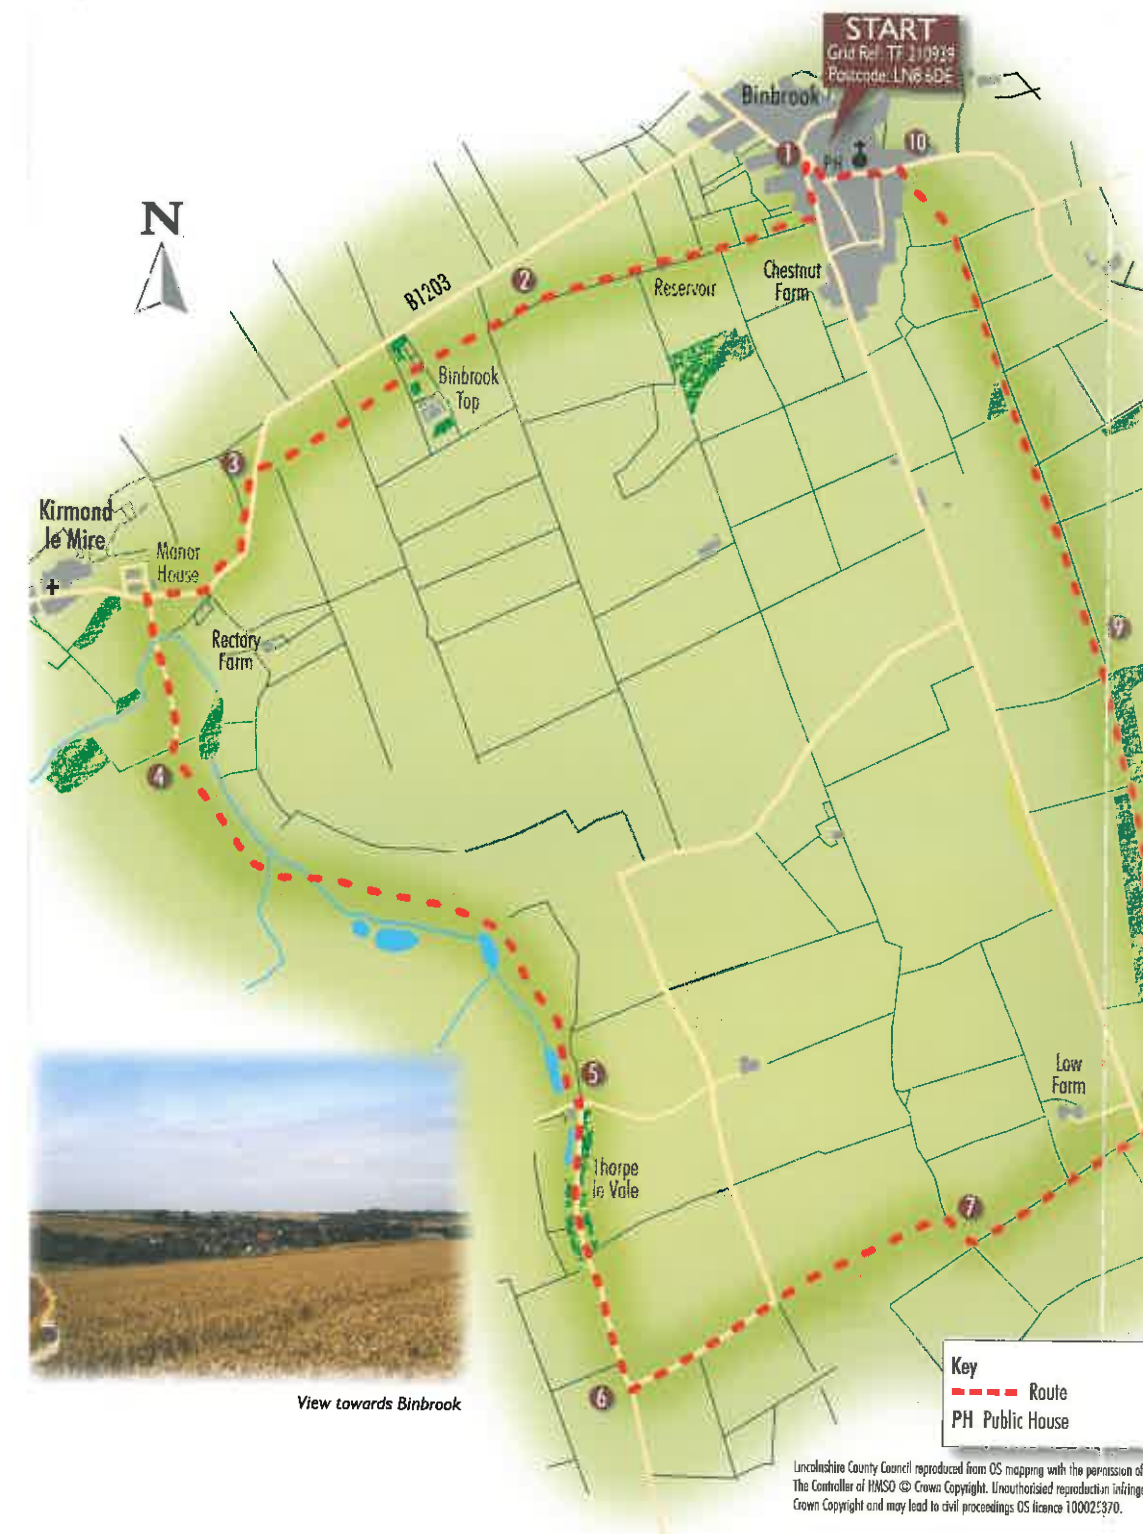 START
Grid Ref: TF 210939
Postcode: LN8 6DE
Binbrook
1
PH
10
N
B1203
2
Reservoir
Chestnut
Farm
Binbrook
Top
3
Kirmond
le Mire
Manor
House
Rectory
Farm
9
4
5
Low
Farm
Thorpe
le Vale
7
6
Key
Route
PH Public House
View towards Binbrook
Lincolnshire County Council reproduced from OS mapping with the permission of
The Controller of HMSO © Crown Copyright. Unauthorisied reproduction infringe
Crown Copyright and may lead to civil proceedings OS licence 100025370.